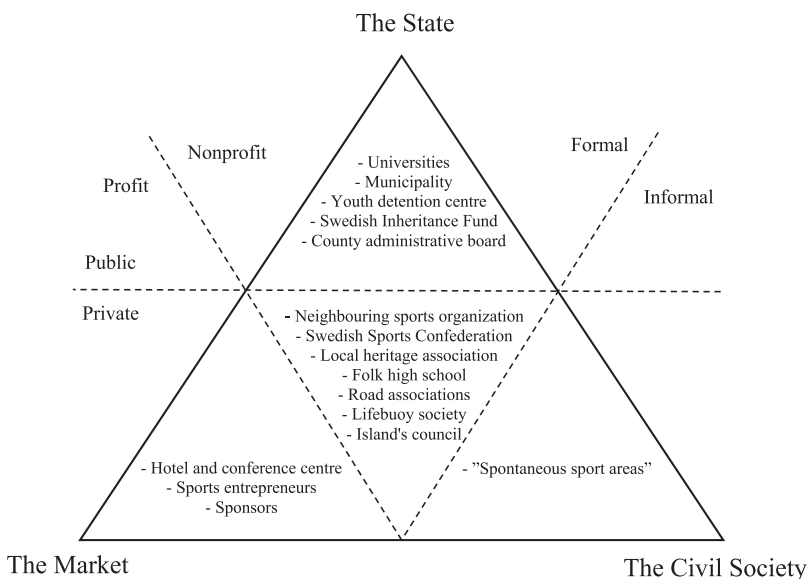 The State
Nonprofit
Profit
Public
Private
Formal
Informal
- Universities
- Municipality
- Youth detention centre
- Swedish Inheritance Fund
- County administrative board
- Neighbouring sports organization
- Swedish Sports Confederation
- Local heritage association
- Folk high school
- Road associations
- Lifebuoy society
- Island's council
- Hotel and conference centre
- Sports entrepreneurs
- Sponsors
- ”Spontaneous sport areas”
The Market
The Civil Society